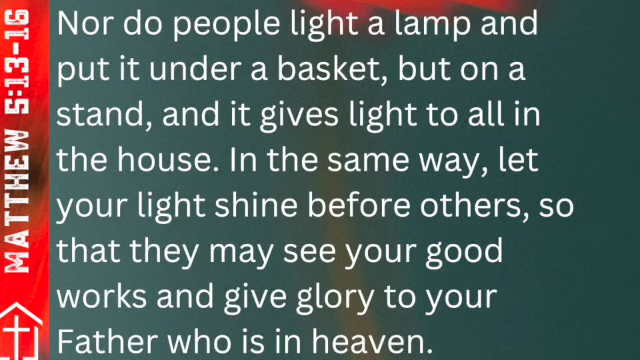 MATTHEW 5:13-16
Nor do people light a lamp and
put it under a basket, but on a
stand, and it gives light to all in
the house. In the same way, let
your light shine before others, so
that they may see your good
works and give glory to your
Father who is in heaven.